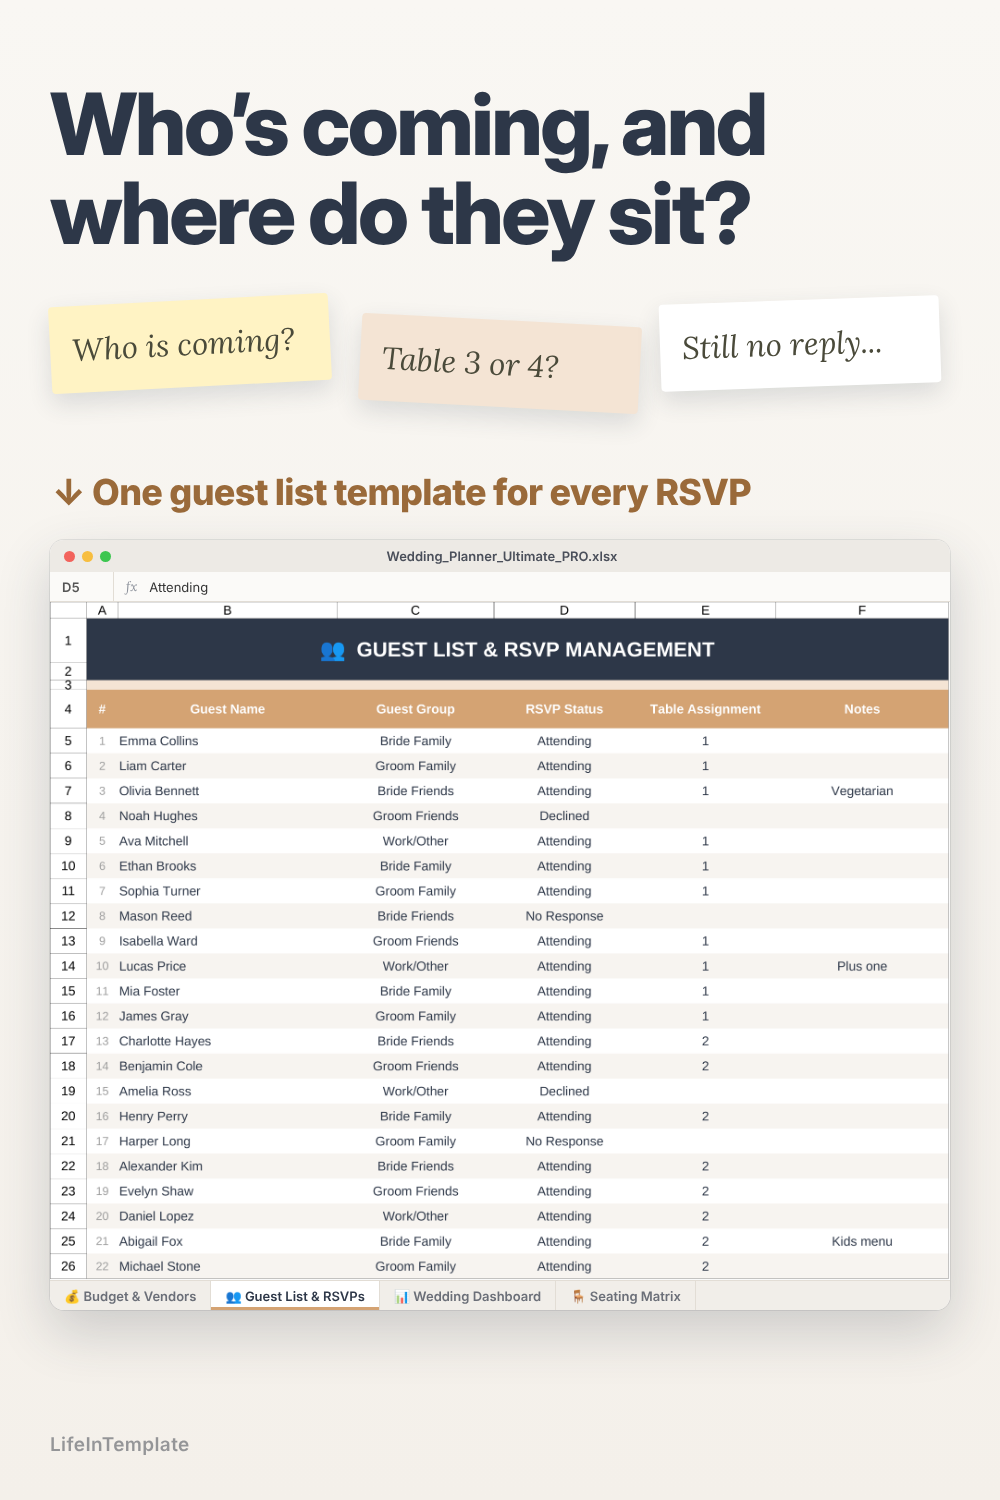 Who's coming, and
where do they sit?
Who is coming?
Table 3 or 4?
Still no reply...
↓ One guest list template for every RSVP
Wedding_Planner_Ultimate_PRO.xlsx
D5 fx Attending
A B C D E F
1 👥 GUEST LIST & RSVP MANAGEMENT
2
3
4 # Guest Name Guest Group RSVP Status Table Assignment Notes
5 1 Emma Collins Bride Family Attending 1
6 2 Liam Carter Groom Family Attending 1
7 3 Olivia Bennett Bride Friends Attending 1 Vegetarian
8 4 Noah Hughes Groom Friends Declined
9 5 Ava Mitchell Work/Other Attending 1
10 6 Ethan Brooks Bride Family Attending 1
11 7 Sophia Turner Groom Family Attending 1
12 8 Mason Reed Bride Friends No Response
13 9 Isabella Ward Groom Friends Attending 1
14 10 Lucas Price Work/Other Attending 1 Plus one
15 11 Mia Foster Bride Family Attending 1
16 12 James Gray Groom Family Attending 1
17 13 Charlotte Hayes Bride Friends Attending 2
18 14 Benjamin Cole Groom Friends Attending 2
19 15 Amelia Ross Work/Other Declined
20 16 Henry Perry Bride Family Attending 2
21 17 Harper Long Groom Family No Response
22 18 Alexander Kim Bride Friends Attending 2
23 19 Evelyn Shaw Groom Friends Attending 2
24 20 Daniel Lopez Work/Other Attending 2
25 21 Abigail Fox Bride Family Attending 2 Kids menu
26 22 Michael Stone Groom Family Attending 2
💰 Budget & Vendors 👥 Guest List & RSVPs 📊 Wedding Dashboard 🪑 Seating Matrix
LifeInTemplate